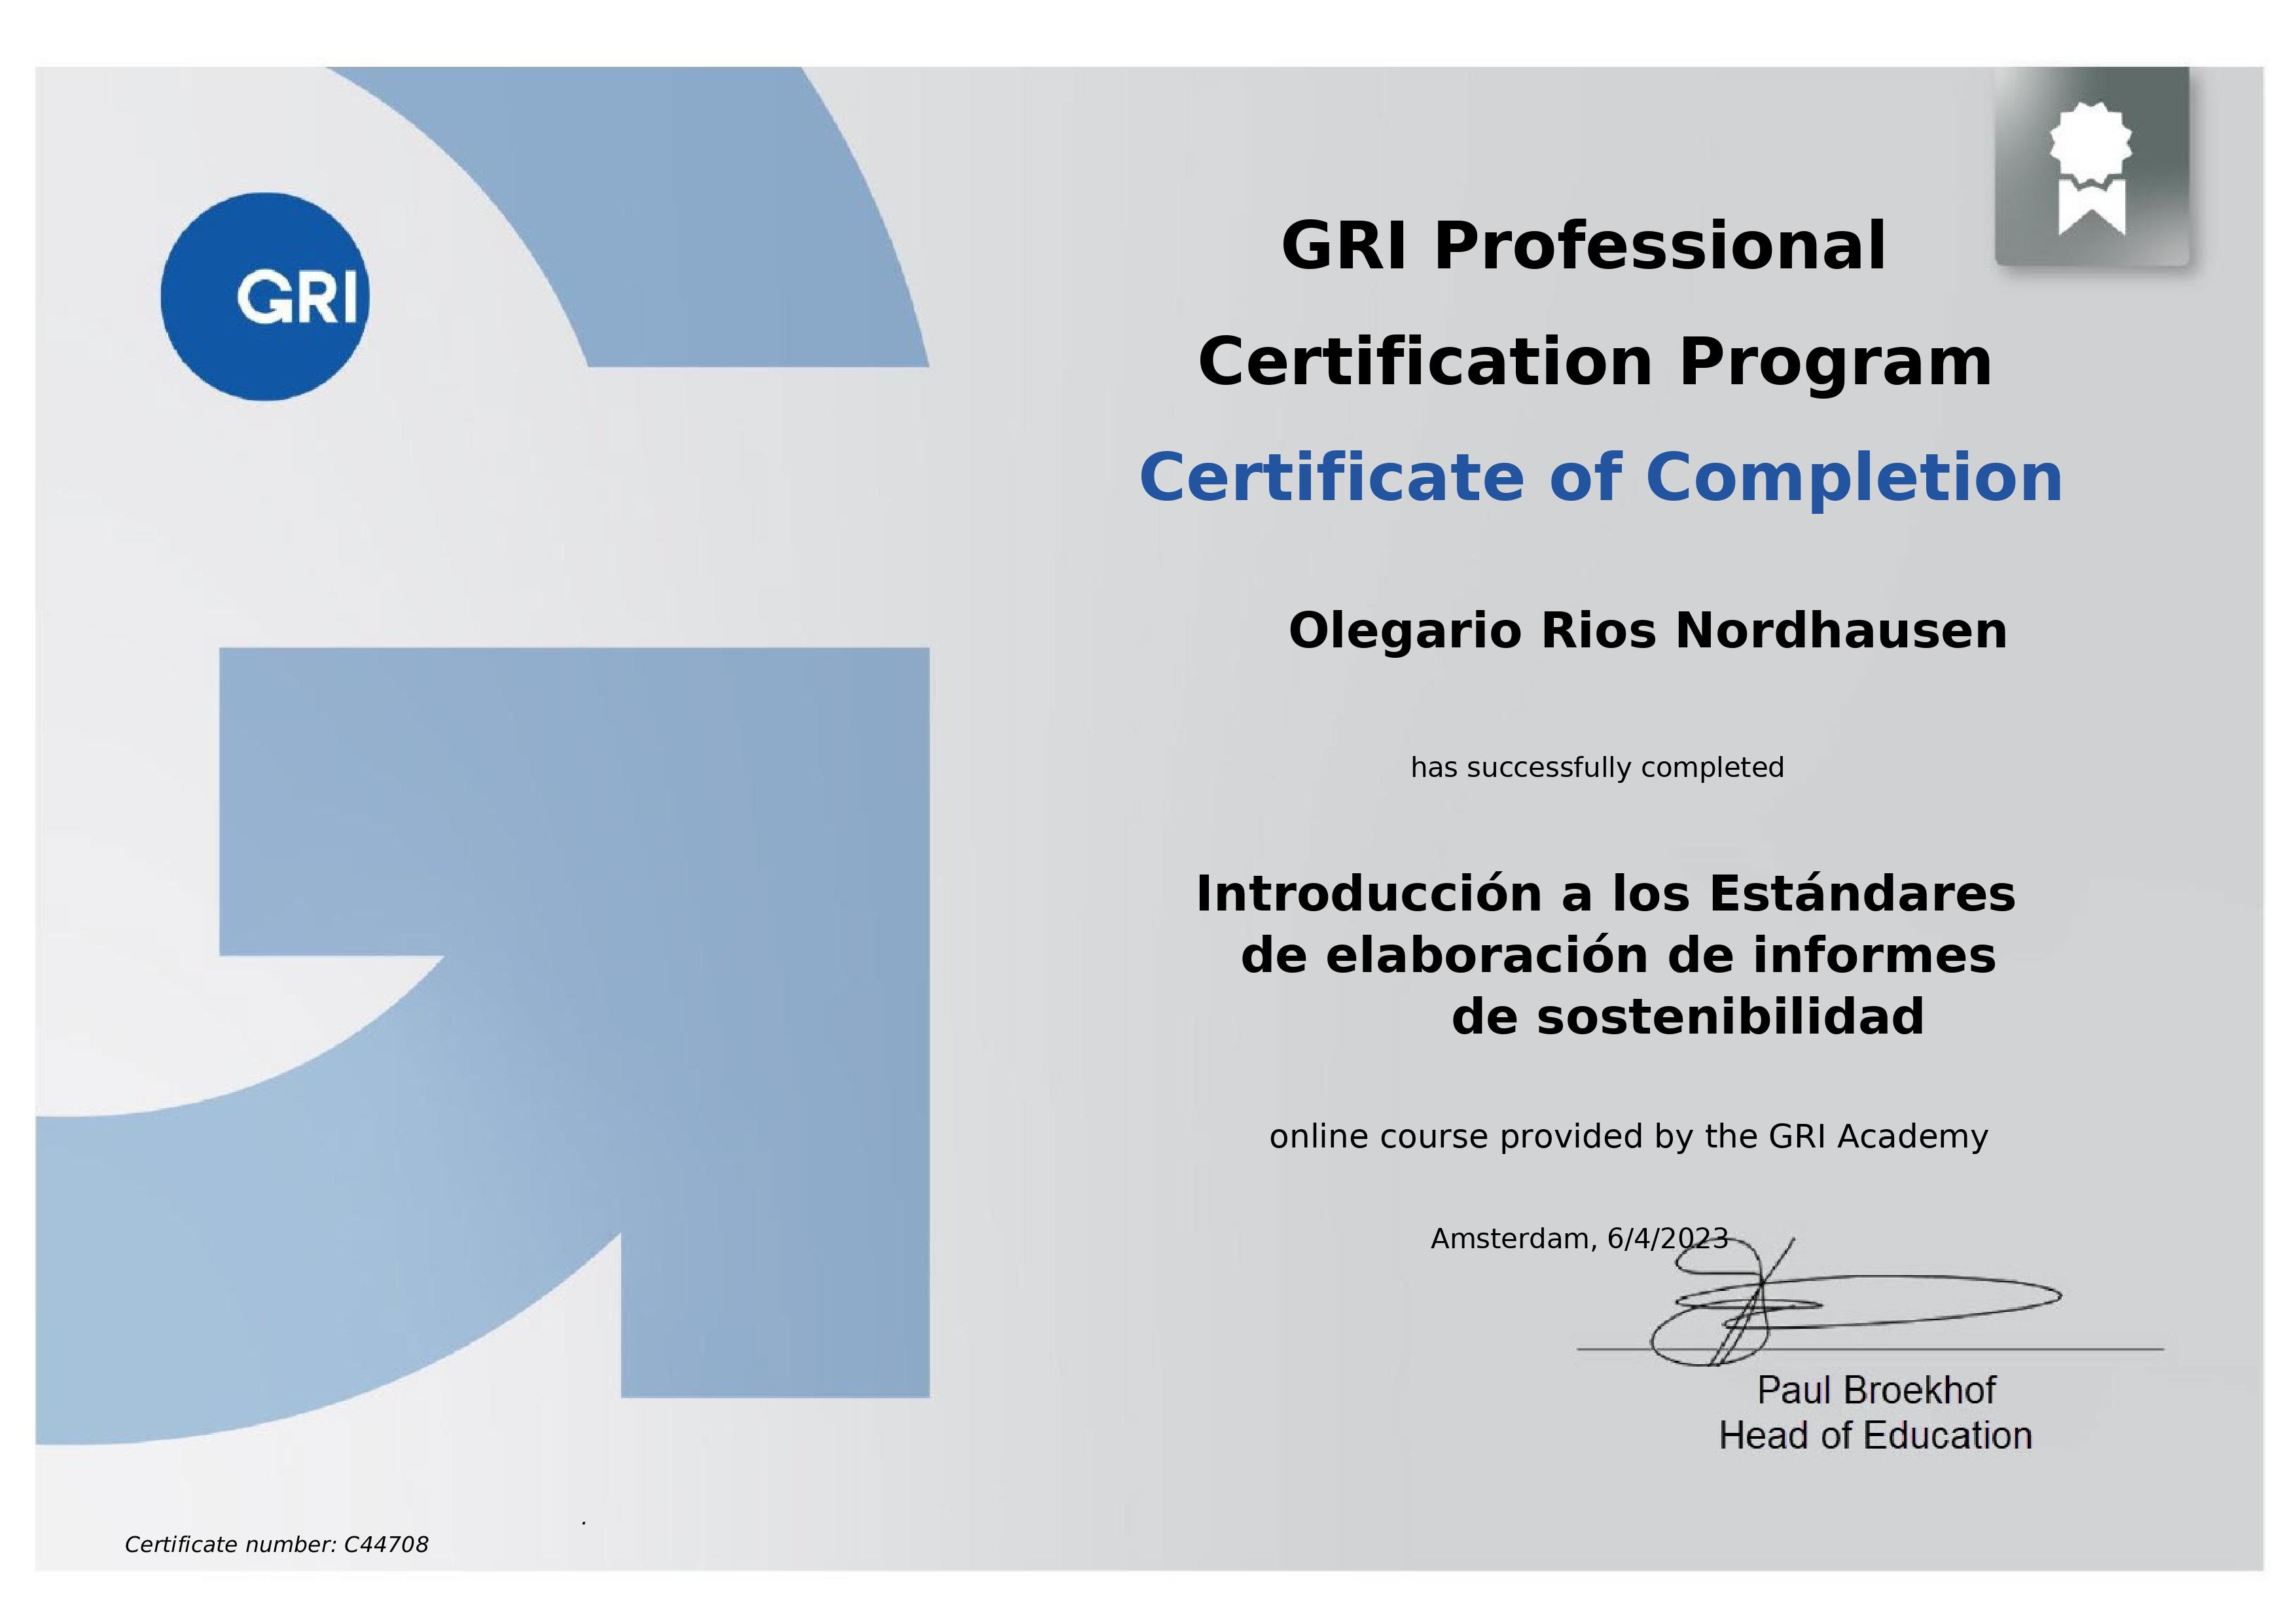 GRI
GRI Professional
Certification Program
Certificate of Completion
Olegario Rios Nordhausen
has successfully completed
Introducción a los Estándares
de elaboración de informes
de sostenibilidad
online course provided by the GRI Academy
Amsterdam, 6/4/2023
Paul Broekhof
Head of Education
.
Certificate number: C44708